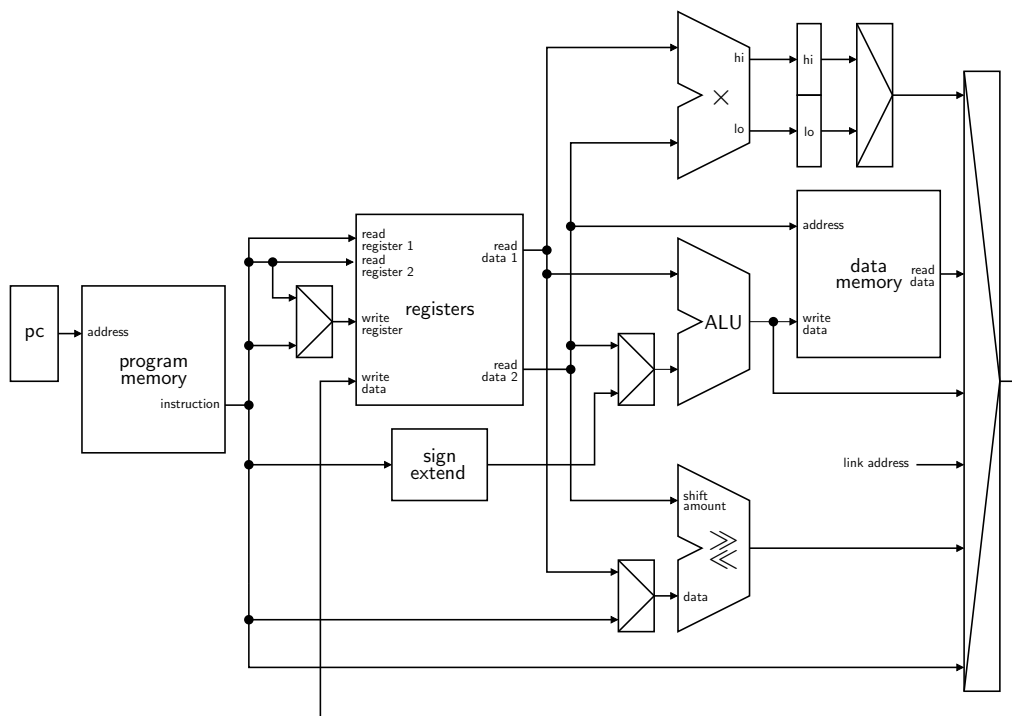 pc
address
program
memory
instruction
read
register 1
read
register 2
write
register
write
data
registers
read
data 1
read
data 2
sign
extend
hi
×
lo
hi
lo
address
data
memory
read
data
write
data
ALU
link address
shift
amount
data